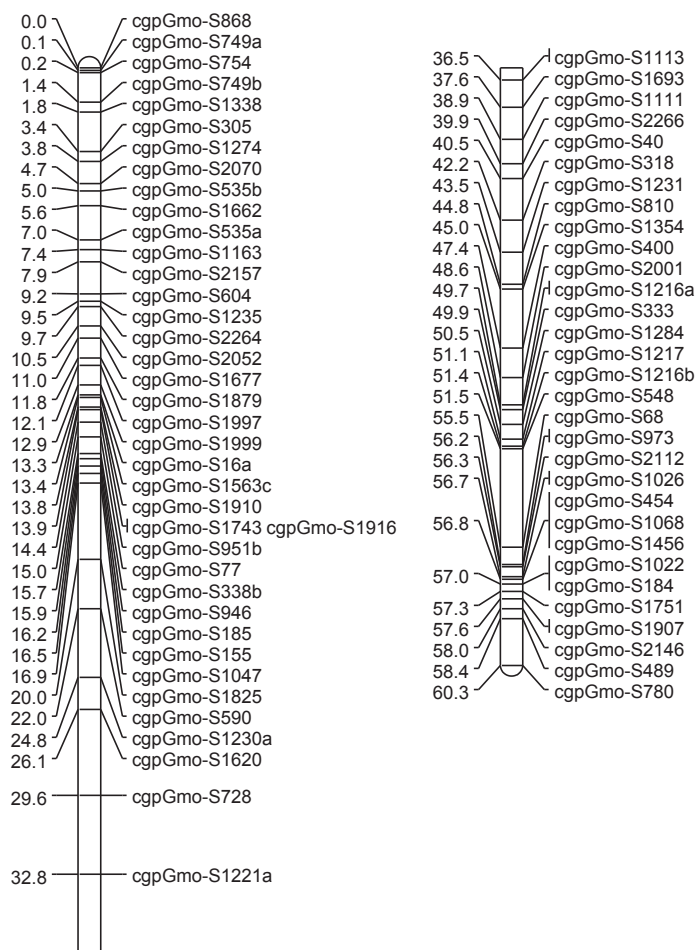 0.0 cgpGmo-S868
0.1 cgpGmo-S749a
0.2 cgpGmo-S754
1.4 cgpGmo-S749b
1.8 cgpGmo-S1338
3.4 cgpGmo-S305
3.8 cgpGmo-S1274
4.7 cgpGmo-S2070
5.0 cgpGmo-S535b
5.6 cgpGmo-S1662
7.0 cgpGmo-S535a
7.4 cgpGmo-S1163
7.9 cgpGmo-S2157
9.2 cgpGmo-S604
9.5 cgpGmo-S1235
9.7 cgpGmo-S2264
10.5 cgpGmo-S2052
11.0 cgpGmo-S1677
11.8 cgpGmo-S1879
12.1 cgpGmo-S1997
12.9 cgpGmo-S1999
13.3 cgpGmo-S16a
13.4 cgpGmo-S1563c
13.8 cgpGmo-S1910
13.9 cgpGmo-S1743 cgpGmo-S1916
14.4 cgpGmo-S951b
15.0 cgpGmo-S77
15.7 cgpGmo-S338b
15.9 cgpGmo-S946
16.2 cgpGmo-S185
16.5 cgpGmo-S155
16.9 cgpGmo-S1047
20.0 cgpGmo-S1825
22.0 cgpGmo-S590
24.8 cgpGmo-S1230a
26.1 cgpGmo-S1620
29.6 cgpGmo-S728
32.8 cgpGmo-S1221a
36.5 cgpGmo-S1113
37.6 cgpGmo-S1693
38.9 cgpGmo-S1111
39.9 cgpGmo-S2266
40.5 cgpGmo-S40
42.2 cgpGmo-S318
43.5 cgpGmo-S1231
44.8 cgpGmo-S810
45.0 cgpGmo-S1354
47.4 cgpGmo-S400
48.6 cgpGmo-S2001
49.7 cgpGmo-S1216a
49.9 cgpGmo-S333
50.5 cgpGmo-S1284
51.1 cgpGmo-S1217
51.4 cgpGmo-S1216b
51.5 cgpGmo-S548
55.5 cgpGmo-S68
56.2 cgpGmo-S973
56.3 cgpGmo-S2112
56.7 cgpGmo-S1026
cgpGmo-S454
56.8 cgpGmo-S1068
cgpGmo-S1456
cgpGmo-S1022
57.0 cgpGmo-S184
57.3 cgpGmo-S1751
57.6 cgpGmo-S1907
58.0 cgpGmo-S2146
58.4 cgpGmo-S489
60.3 cgpGmo-S780